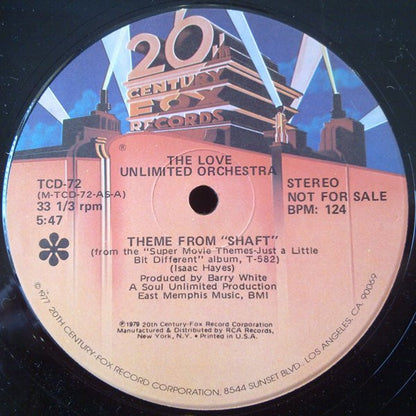 20th
CENTURY
FOX
RECORDS
®
THE LOVE
UNLIMITED ORCHESTRA
TCD-72
(M-TCD-72-AS-A)
33 1/3 rpm
5:47
STEREO
NOT FOR SALE
BPM: 124
THEME FROM "SHAFT"
(from the "Super Movie Themes-Just a Little
Bit Different" album, T-582)
(Isaac Hayes)
Produced by Barry White
A Soul Unlimited Production
East Memphis Music, BMI
℗1979 20th Century-Fox Record Corporation
Manufactured & Distributed by RCA Records,
New York, N.Y. • Printed in U.S.A.
©1977 20TH CENTURY-FOX RECORD CORPORATION, 8544 SUNSET BLVD · LOS ANGELES, CA. 90069